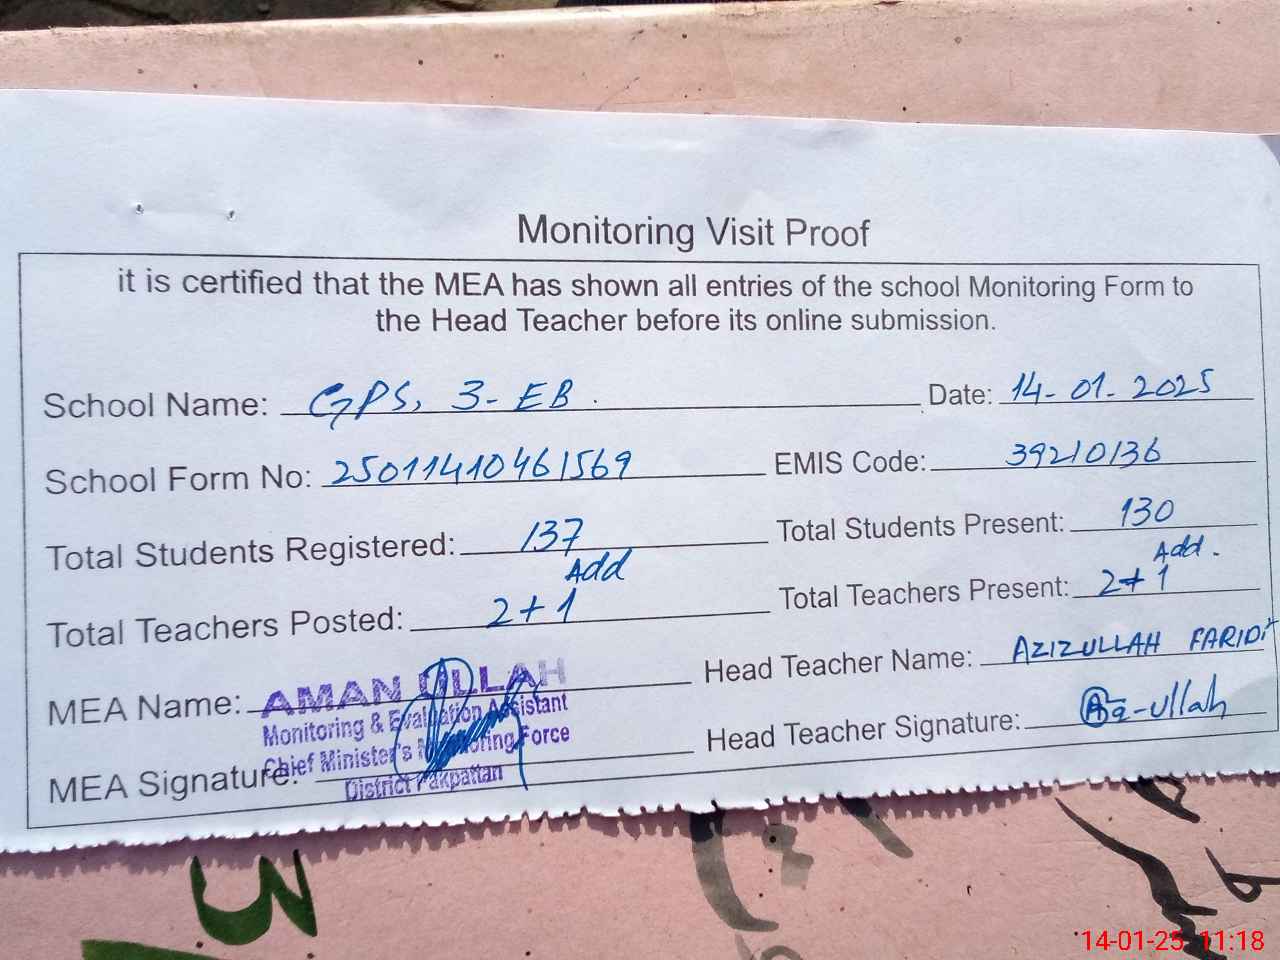 Monitoring Visit Proof
it is certified that the MEA has shown all entries of the school Monitoring Form to
the Head Teacher before its online submission.
School Name: GPS, 3-EB. Date: 14-01-2025
School Form No: 25011410461569 EMIS Code: 39210136
Total Students Registered: 137 Total Students Present: 130
Add Add.
Total Teachers Posted: 2+1 Total Teachers Present: 2+1
MEA Name: AMAN ULLAH Head Teacher Name: AZIZULLAH FARIDI
Monitoring & Evaluation Assistant
Chief Minister's Monitoring Force
District Pakpattan
MEA Signature: Head Teacher Signature:
14-01-25 11:18